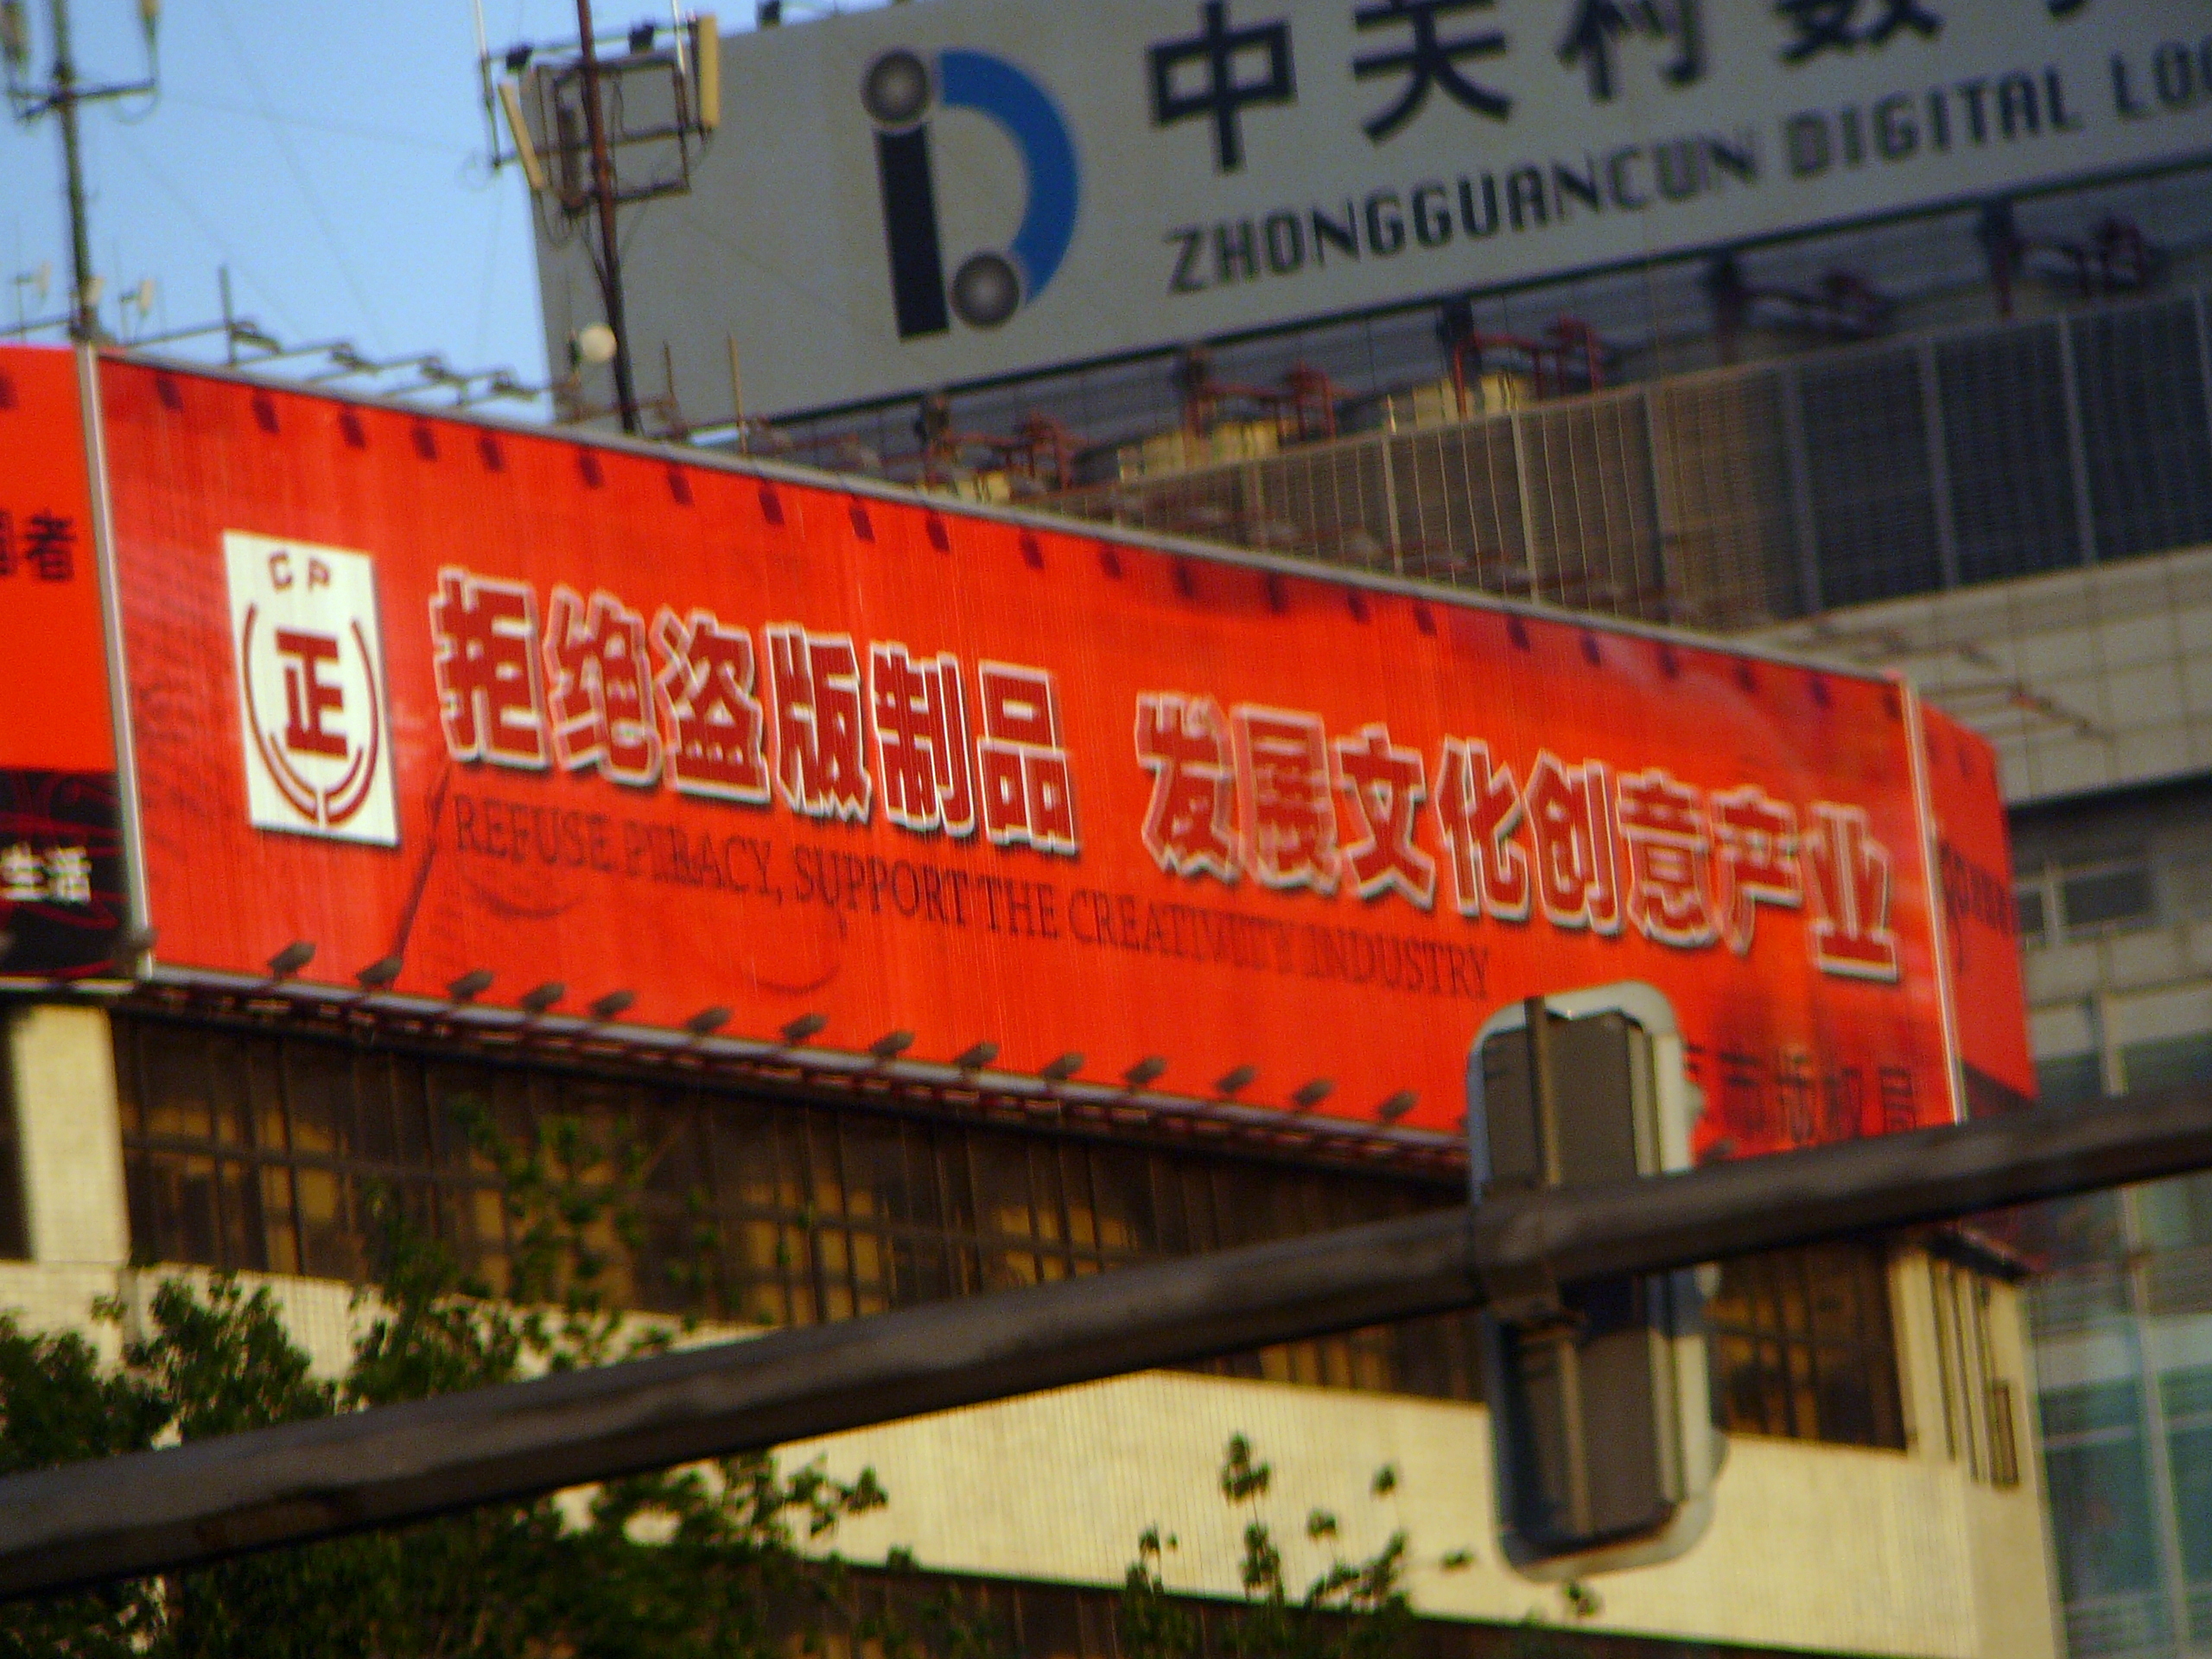 中关村数
ZHONGGUANCUN DIGITAL
者
CP
正
拒绝盗版制品 发展文化创意产业
REFUSE PIRACY, SUPPORT THE CREATIVITY INDUSTRY
生活